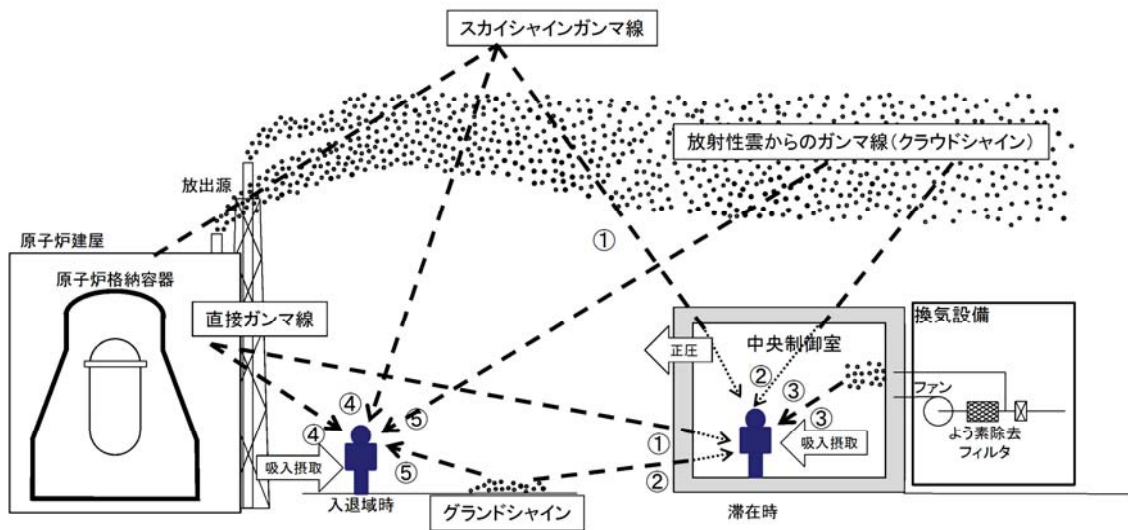 スカイシャインガンマ線
放射性雲からのガンマ線(クラウドシャイン)
放出源
①
原子炉建屋
原子炉格納容器
直接ガンマ線
換気設備
正圧
中央制御室
②
③
ファン
④
⑤
③
④
①
吸入摂取
よう素除去
フィルタ
吸入摂取
⑤
②
入退域時
グランドシャイン
滞在時